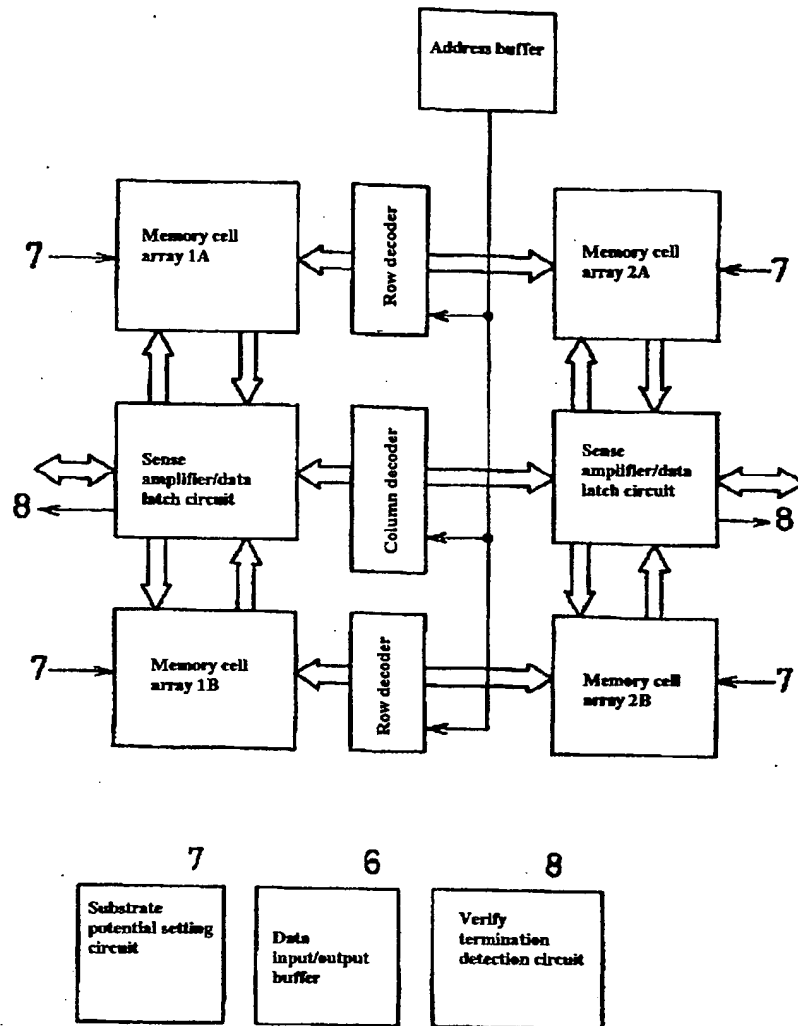 Address buffer
Memory cell
array 1A
Row decoder
Memory cell
array 2A
7
7
Sense
amplifier/data
latch circuit
Column decoder
Sense
amplifier/data
latch circuit
8
8
Memory cell
array 1B
Row decoder
Memory cell
array 2B
7
7
7
6
8
Substrate
potential setting
circuit
Data
input/output
buffer
Verify
termination
detection circuit